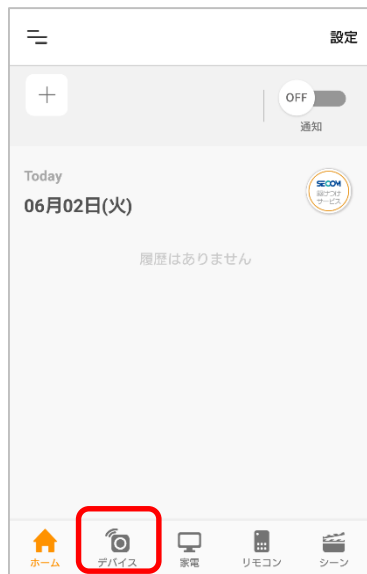 設定
OFF
通知
Today
SECOM
駆けつけ
サービス
06月02日(火)
履歴はありません
ホーム
デバイス
家電
リモコン
シーン